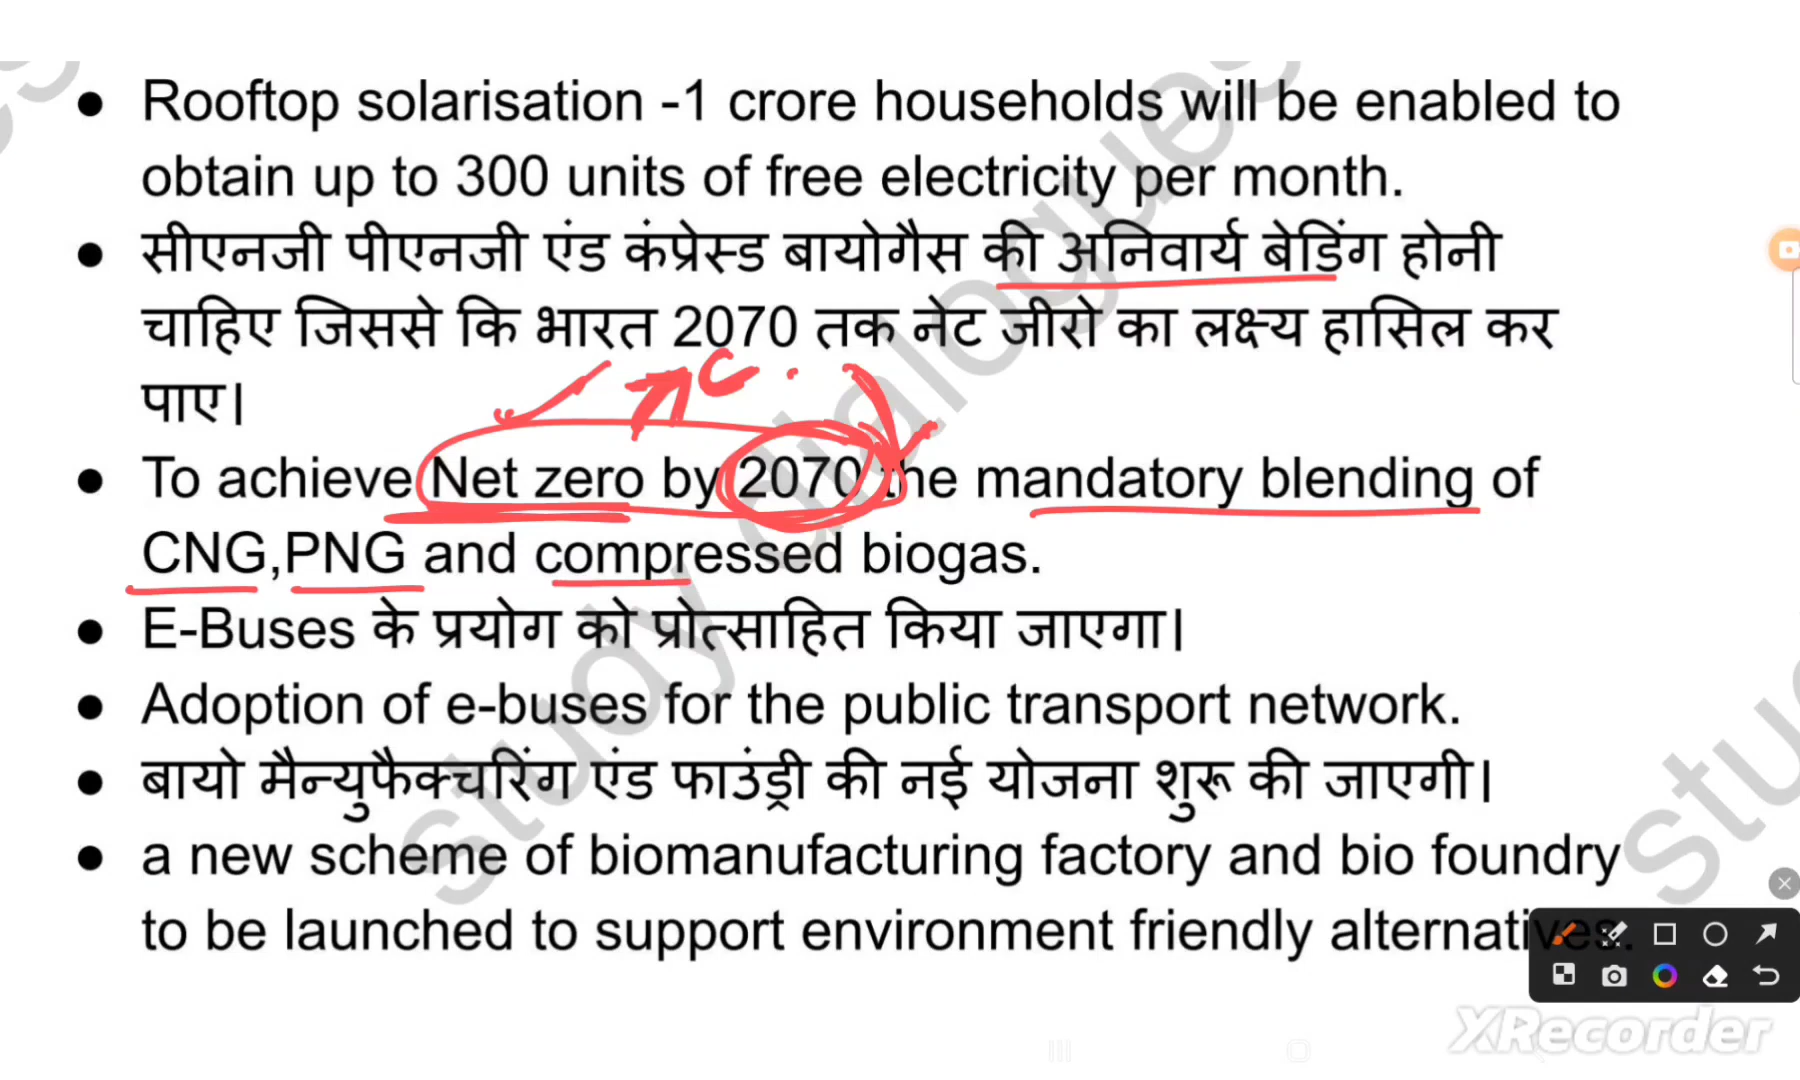 ● Rooftop solarisation -1 crore households will be enabled to
obtain up to 300 units of free electricity per month.
● सीएनजी पीएनजी एंड कंप्रेस्ड बायोगैस की अनिवार्य बेडिंग होनी
चाहिए जिससे कि भारत 2070 तक नेट जीरो का लक्ष्य हासिल कर
पाए।
C
● To achieve Net zero by 2070 the mandatory blending of
CNG,PNG and compressed biogas.
● E-Buses के प्रयोग को प्रोत्साहित किया जाएगा।
● Adoption of e-buses for the public transport network.
● बायो मैन्युफैक्चरिंग एंड फाउंड्री की नई योजना शुरू की जाएगी।
● a new scheme of biomanufacturing factory and bio foundry
to be launched to support environment friendly alternatives.
study dialogues
stu
XRecorder